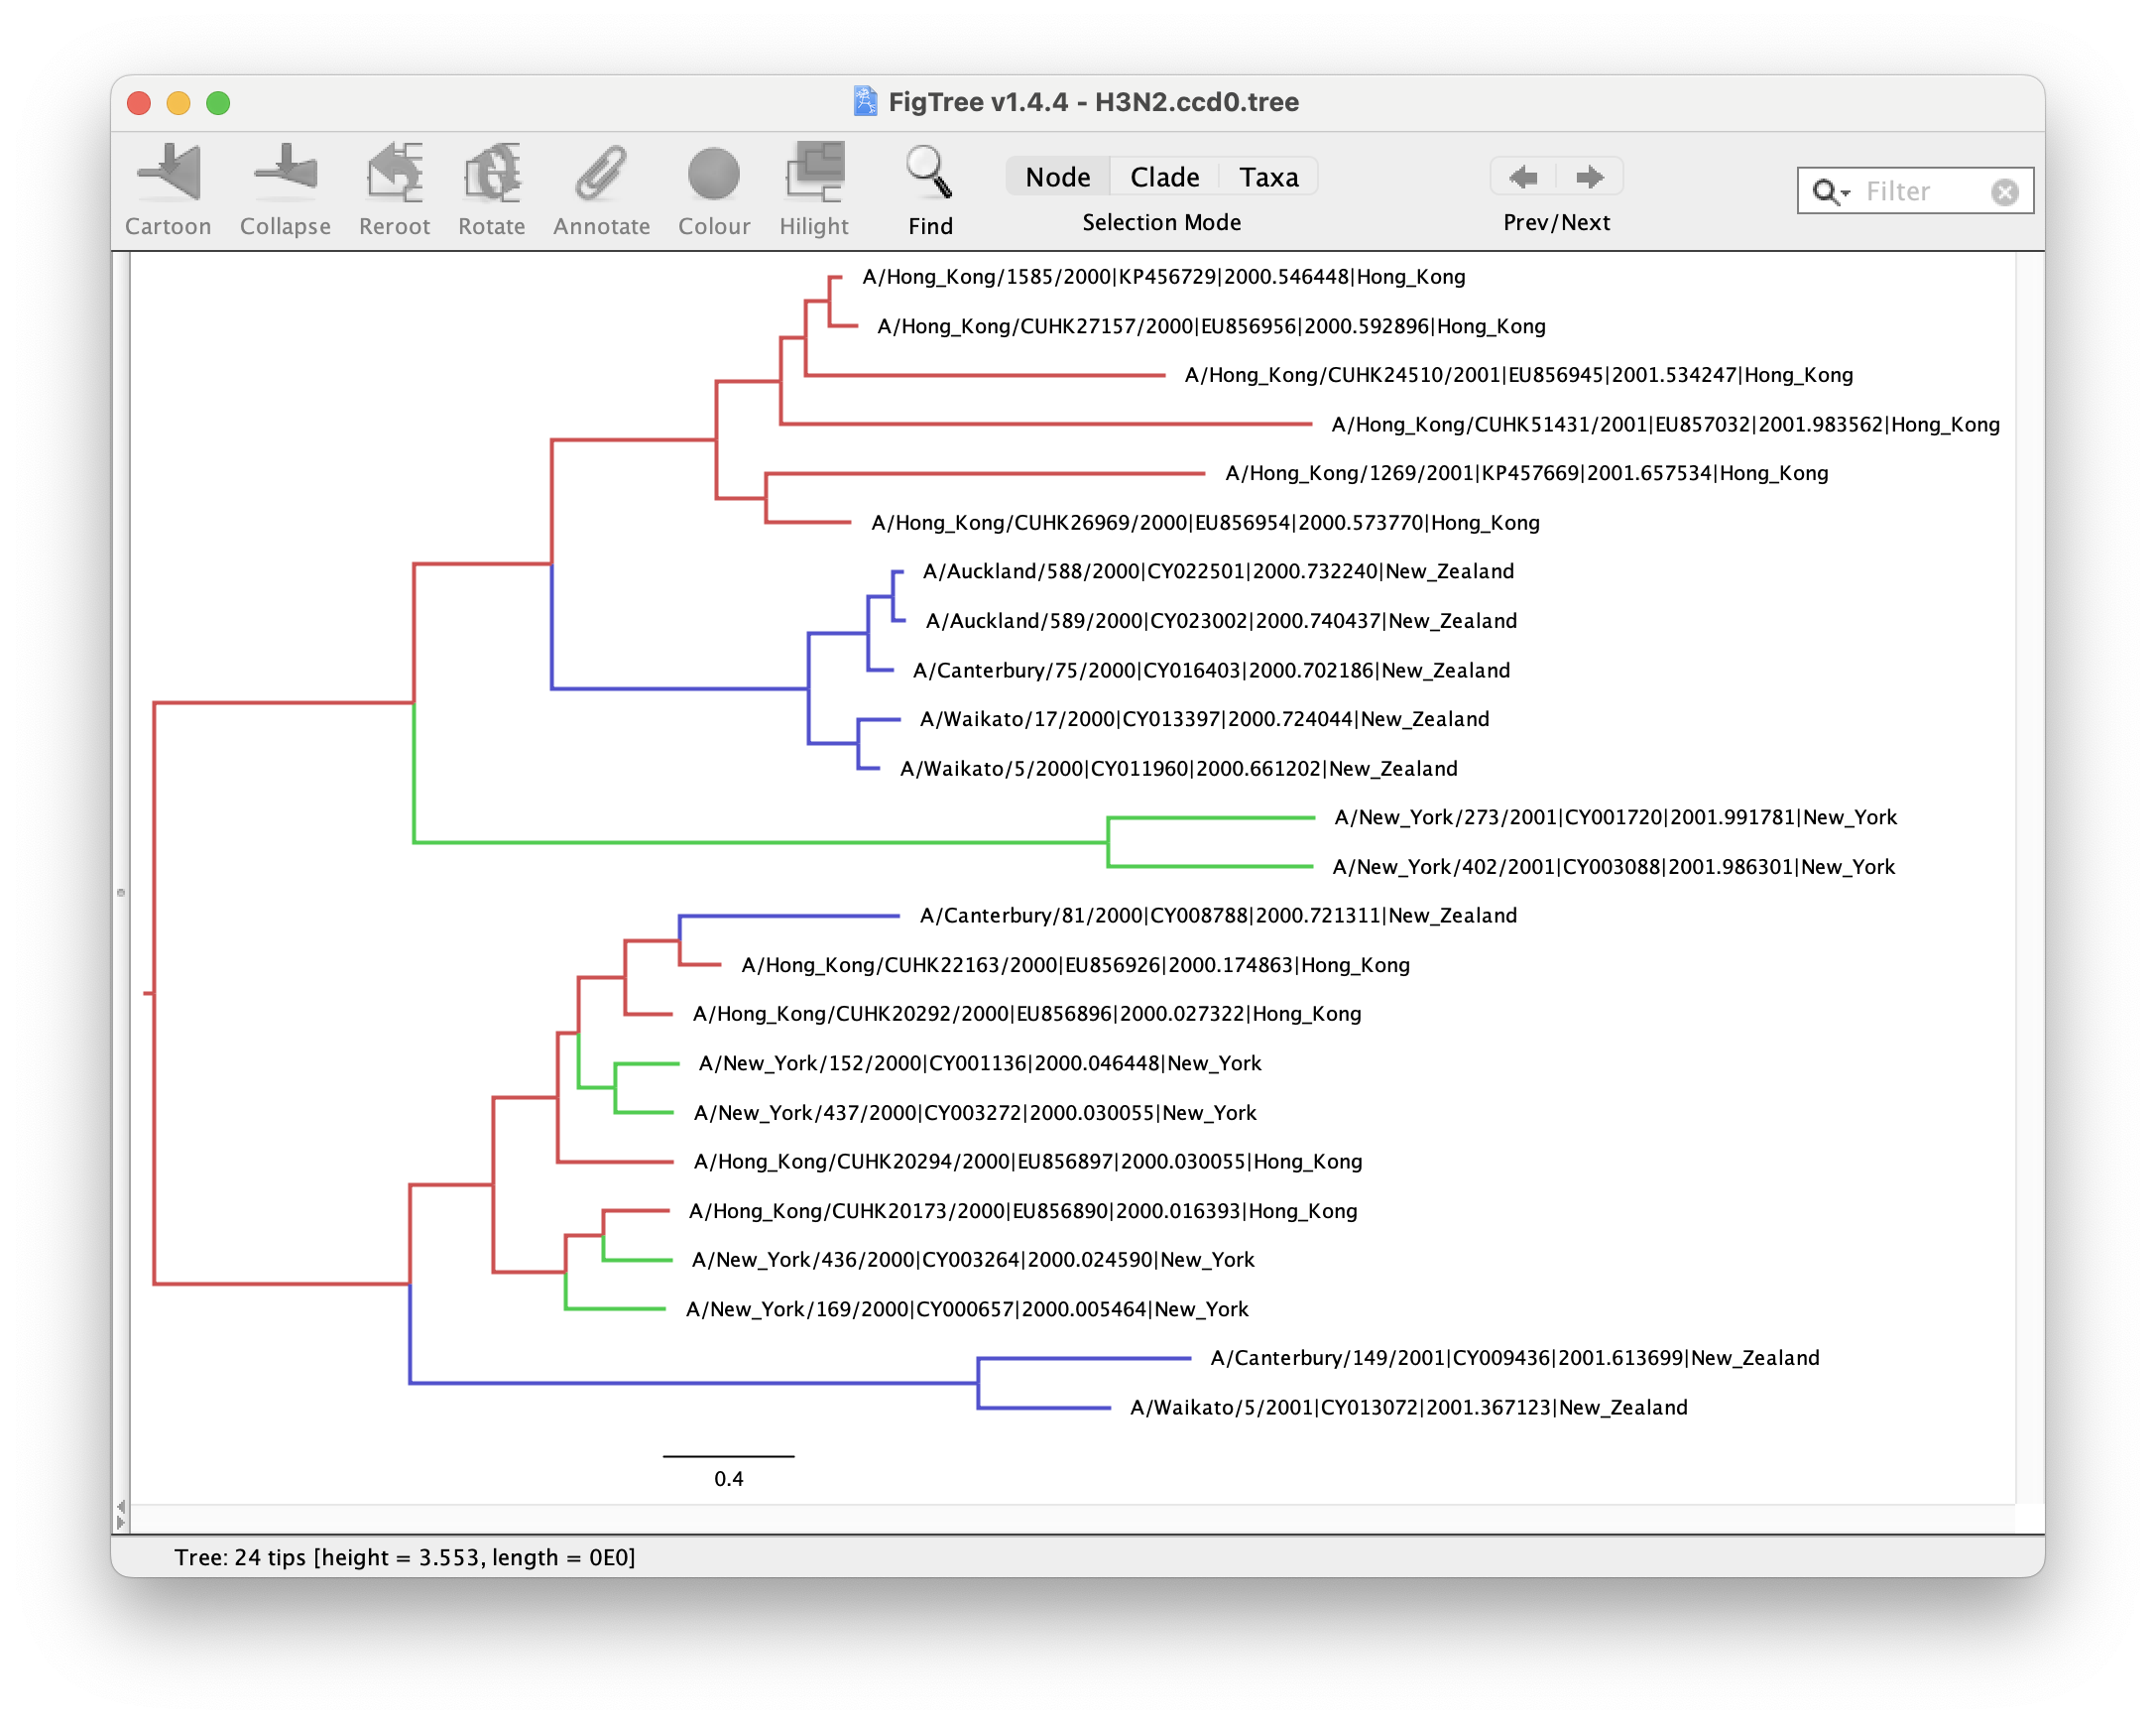 FigTree v1.4.4 - H3N2.ccd0.tree
Cartoon Collapse Reroot Rotate Annotate Colour Hilight Find
Node Clade Taxa
Selection Mode
Prev/Next
Filter
A/Hong_Kong/1585/2000|KP456729|2000.546448|Hong_Kong
A/Hong_Kong/CUHK27157/2000|EU856956|2000.592896|Hong_Kong
A/Hong_Kong/CUHK24510/2001|EU856945|2001.534247|Hong_Kong
A/Hong_Kong/CUHK51431/2001|EU857032|2001.983562|Hong_Kong
A/Hong_Kong/1269/2001|KP457669|2001.657534|Hong_Kong
A/Hong_Kong/CUHK26969/2000|EU856954|2000.573770|Hong_Kong
A/Auckland/588/2000|CY022501|2000.732240|New_Zealand
A/Auckland/589/2000|CY023002|2000.740437|New_Zealand
A/Canterbury/75/2000|CY016403|2000.702186|New_Zealand
A/Waikato/17/2000|CY013397|2000.724044|New_Zealand
A/Waikato/5/2000|CY011960|2000.661202|New_Zealand
A/New_York/273/2001|CY001720|2001.991781|New_York
A/New_York/402/2001|CY003088|2001.986301|New_York
A/Canterbury/81/2000|CY008788|2000.721311|New_Zealand
A/Hong_Kong/CUHK22163/2000|EU856926|2000.174863|Hong_Kong
A/Hong_Kong/CUHK20292/2000|EU856896|2000.027322|Hong_Kong
A/New_York/152/2000|CY001136|2000.046448|New_York
A/New_York/437/2000|CY003272|2000.030055|New_York
A/Hong_Kong/CUHK20294/2000|EU856897|2000.030055|Hong_Kong
A/Hong_Kong/CUHK20173/2000|EU856890|2000.016393|Hong_Kong
A/New_York/436/2000|CY003264|2000.024590|New_York
A/New_York/169/2000|CY000657|2000.005464|New_York
A/Canterbury/149/2001|CY009436|2001.613699|New_Zealand
A/Waikato/5/2001|CY013072|2001.367123|New_Zealand
0.4
Tree: 24 tips [height = 3.553, length = 0E0]